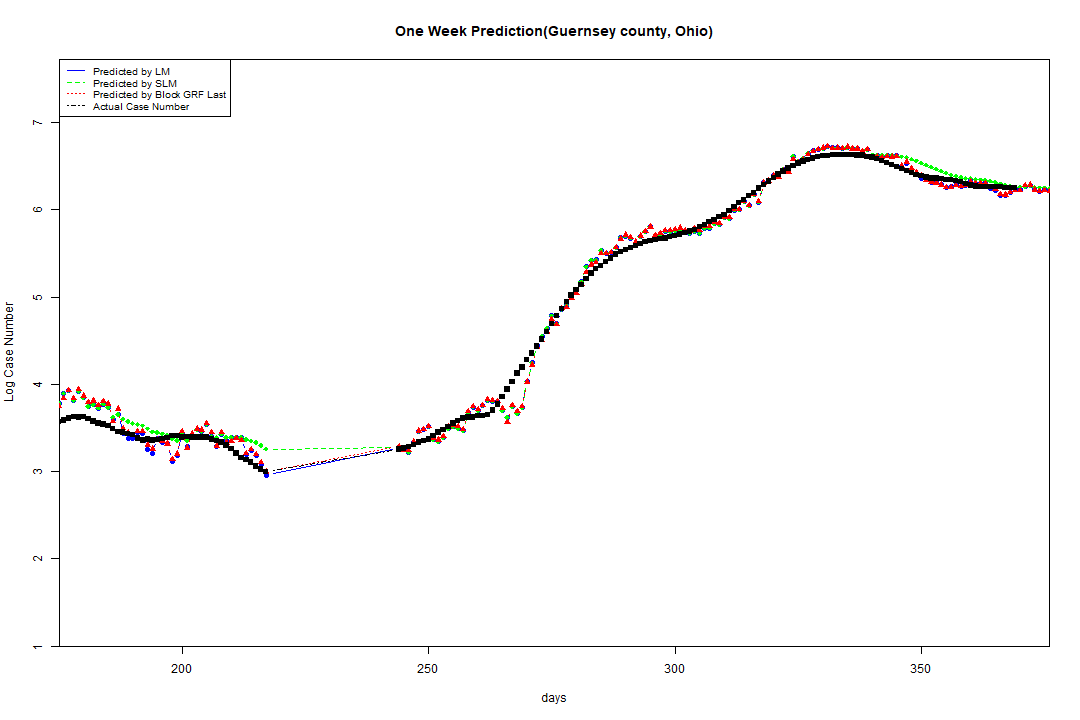 One Week Prediction(Guernsey county, Ohio)
Predicted by LM
Predicted by SLM
Predicted by Block GRF Last
Actual Case Number
7
6
5
4
3
2
1
Log Case Number
200 250 300 350
days